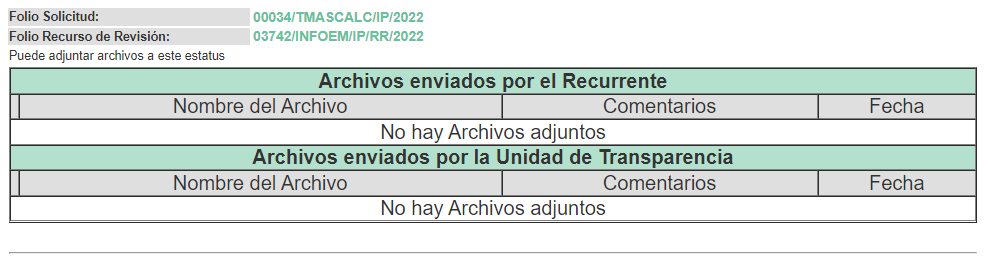 Folio Solicitud: 00034/TMASCALC/IP/2022
Folio Recurso de Revisión: 03742/INFOEM/IP/RR/2022
Puede adjuntar archivos a este estatus
Archivos enviados por el Recurrente
Nombre del Archivo Comentarios Fecha
No hay Archivos adjuntos
Archivos enviados por la Unidad de Transparencia
Nombre del Archivo Comentarios Fecha
No hay Archivos adjuntos